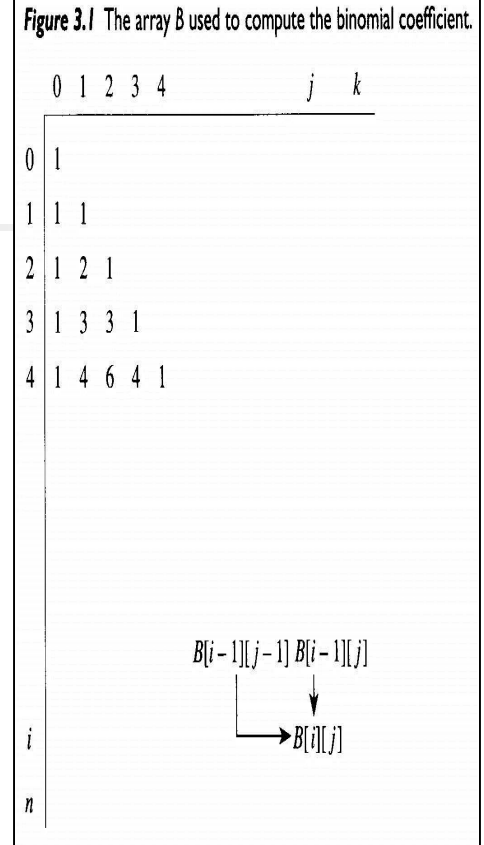 Figure 3.1 The array B used to compute the binomial coefficient.
0 1 2 3 4 j k
0 1
1 1 1
2 1 2 1
3 1 3 3 1
4 1 4 6 4 1
B[i – 1][j – 1] B[i – 1][j]
i B[i][j]
n